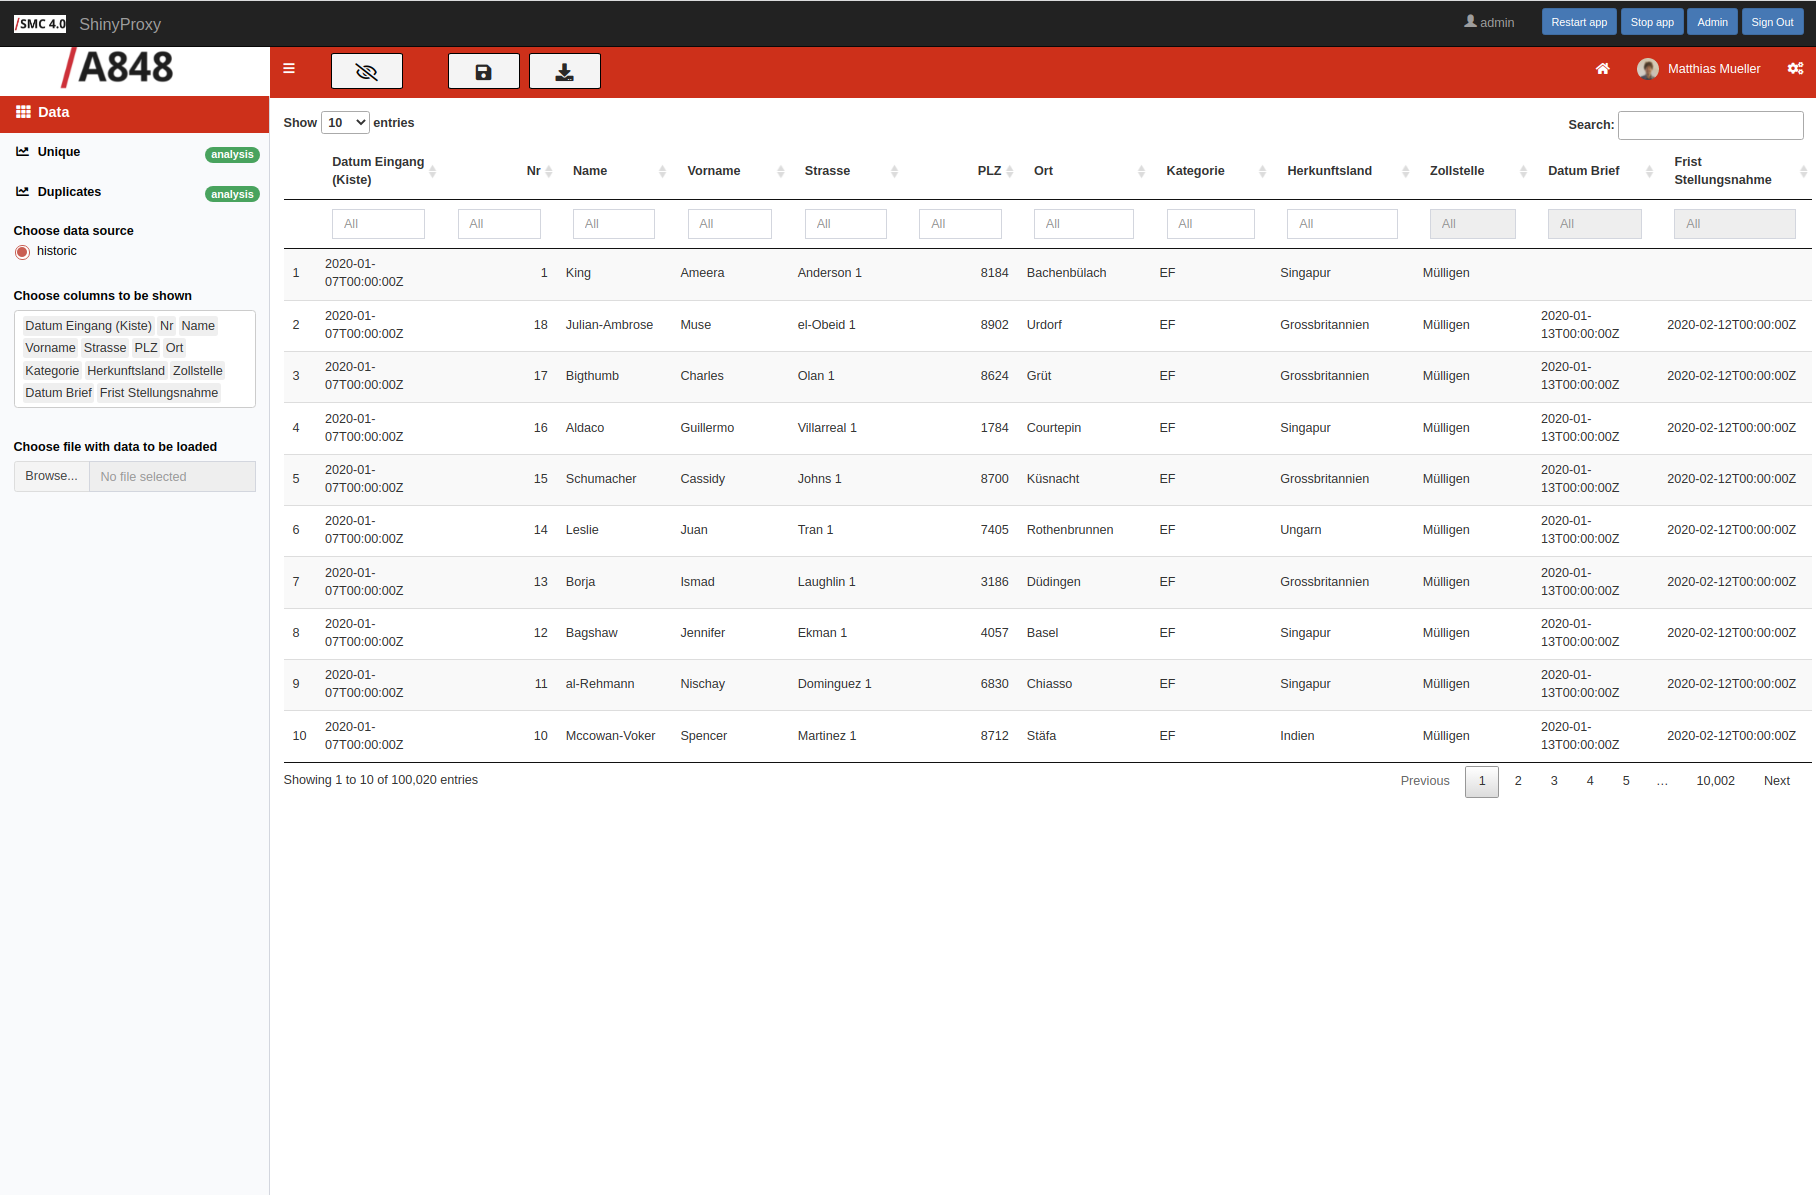 /SMC 4.0 ShinyProxy admin Restart app Stop app Admin Sign Out
/A848 Matthias Mueller
Data
Unique analysis
Duplicates analysis
Choose data source
historic
Choose columns to be shown
Datum Eingang (Kiste) Nr Name
Vorname Strasse PLZ Ort
Kategorie Herkunftsland Zollstelle
Datum Brief Frist Stellungsnahme
Choose file with data to be loaded
Browse... No file selected
Show 10 entries Search:
Datum Eingang (Kiste) Nr Name Vorname Strasse PLZ Ort Kategorie Herkunftsland Zollstelle Datum Brief Frist Stellungsnahme
All All All All All All All All All All All All
1 2020-01-07T00:00:00Z 1 King Ameera Anderson 1 8184 Bachenbülach EF Singapur Mülligen
2 2020-01-07T00:00:00Z 18 Julian-Ambrose Muse el-Obeid 1 8902 Urdorf EF Grossbritannien Mülligen 2020-01-13T00:00:00Z 2020-02-12T00:00:00Z
3 2020-01-07T00:00:00Z 17 Bigthumb Charles Olan 1 8624 Grüt EF Grossbritannien Mülligen 2020-01-13T00:00:00Z 2020-02-12T00:00:00Z
4 2020-01-07T00:00:00Z 16 Aldaco Guillermo Villarreal 1 1784 Courtepin EF Singapur Mülligen 2020-01-13T00:00:00Z 2020-02-12T00:00:00Z
5 2020-01-07T00:00:00Z 15 Schumacher Cassidy Johns 1 8700 Küsnacht EF Grossbritannien Mülligen 2020-01-13T00:00:00Z 2020-02-12T00:00:00Z
6 2020-01-07T00:00:00Z 14 Leslie Juan Tran 1 7405 Rothenbrunnen EF Ungarn Mülligen 2020-01-13T00:00:00Z 2020-02-12T00:00:00Z
7 2020-01-07T00:00:00Z 13 Borja Ismad Laughlin 1 3186 Düdingen EF Grossbritannien Mülligen 2020-01-13T00:00:00Z 2020-02-12T00:00:00Z
8 2020-01-07T00:00:00Z 12 Bagshaw Jennifer Ekman 1 4057 Basel EF Singapur Mülligen 2020-01-13T00:00:00Z 2020-02-12T00:00:00Z
9 2020-01-07T00:00:00Z 11 al-Rehmann Nischay Dominguez 1 6830 Chiasso EF Singapur Mülligen 2020-01-13T00:00:00Z 2020-02-12T00:00:00Z
10 2020-01-07T00:00:00Z 10 Mccowan-Voker Spencer Martinez 1 8712 Stäfa EF Indien Mülligen 2020-01-13T00:00:00Z 2020-02-12T00:00:00Z
Showing 1 to 10 of 100,020 entries Previous 1 2 3 4 5 … 10,002 Next